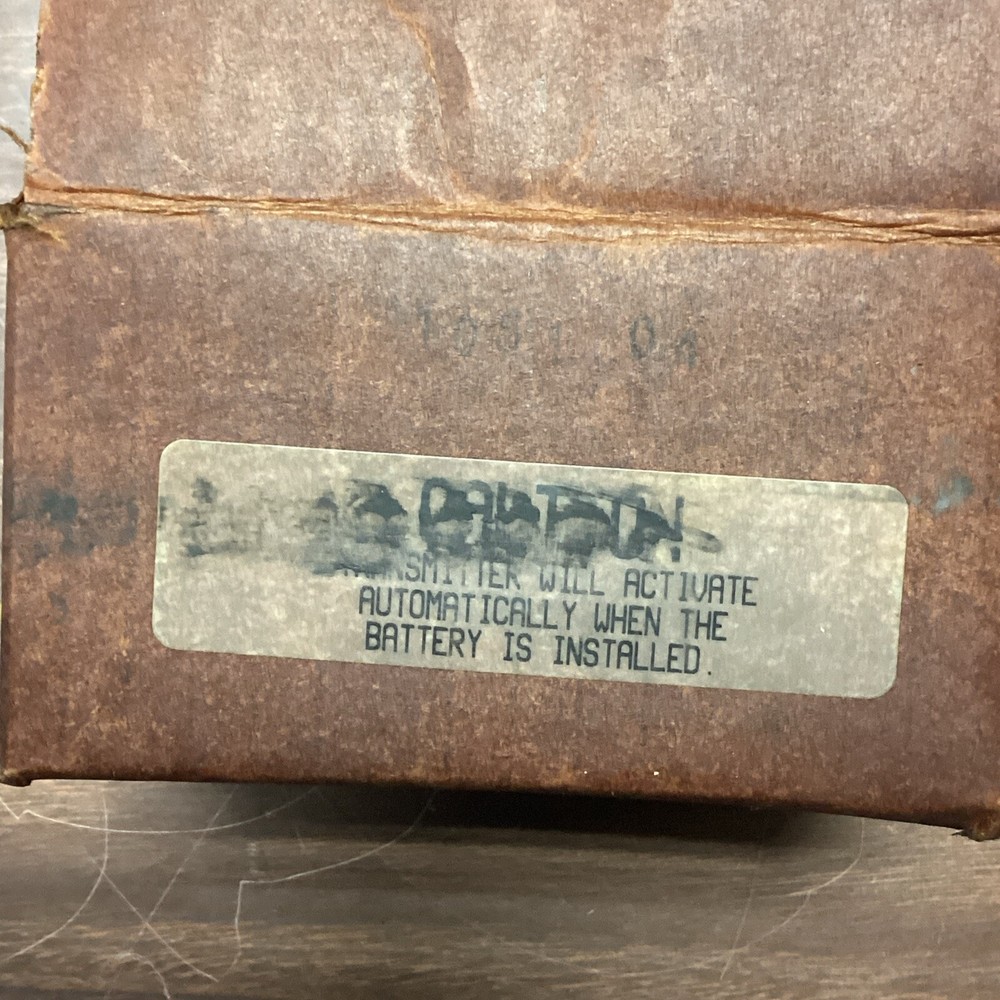 CAUTION
TRANSMITTER WILL ACTIVATE
AUTOMATICALLY WHEN THE
BATTERY IS INSTALLED.